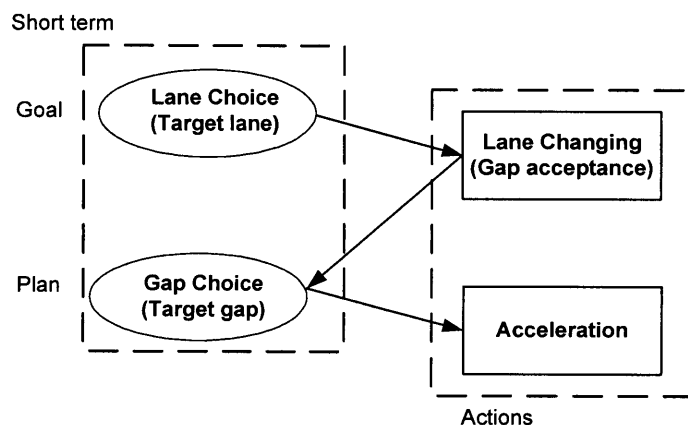 Short term
Goal
Lane Choice
(Target lane)
Lane Changing
(Gap acceptance)
Plan
Gap Choice
(Target gap)
Acceleration
Actions